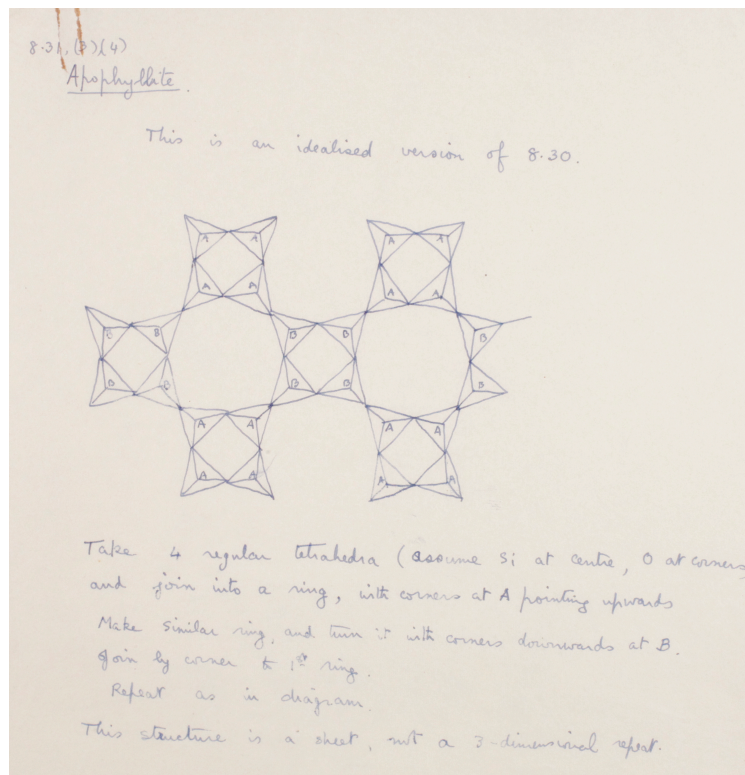 8.31, (3)(4)
Apophyllite.
This is an idealised version of 8.30.
A A A A
A A A A
B B B B B
B B B B B
A A A A
A A A A
Take 4 regular tetrahedra (assume Si at centre, O at corners
and join into a ring, with corners at A pointing upwards
Make similar ring, and turn it with corners downwards at B.
Join by corner to 1st ring.
Repeat as in diagram.
This structure is a sheet, not a 3-dimensional repeat.